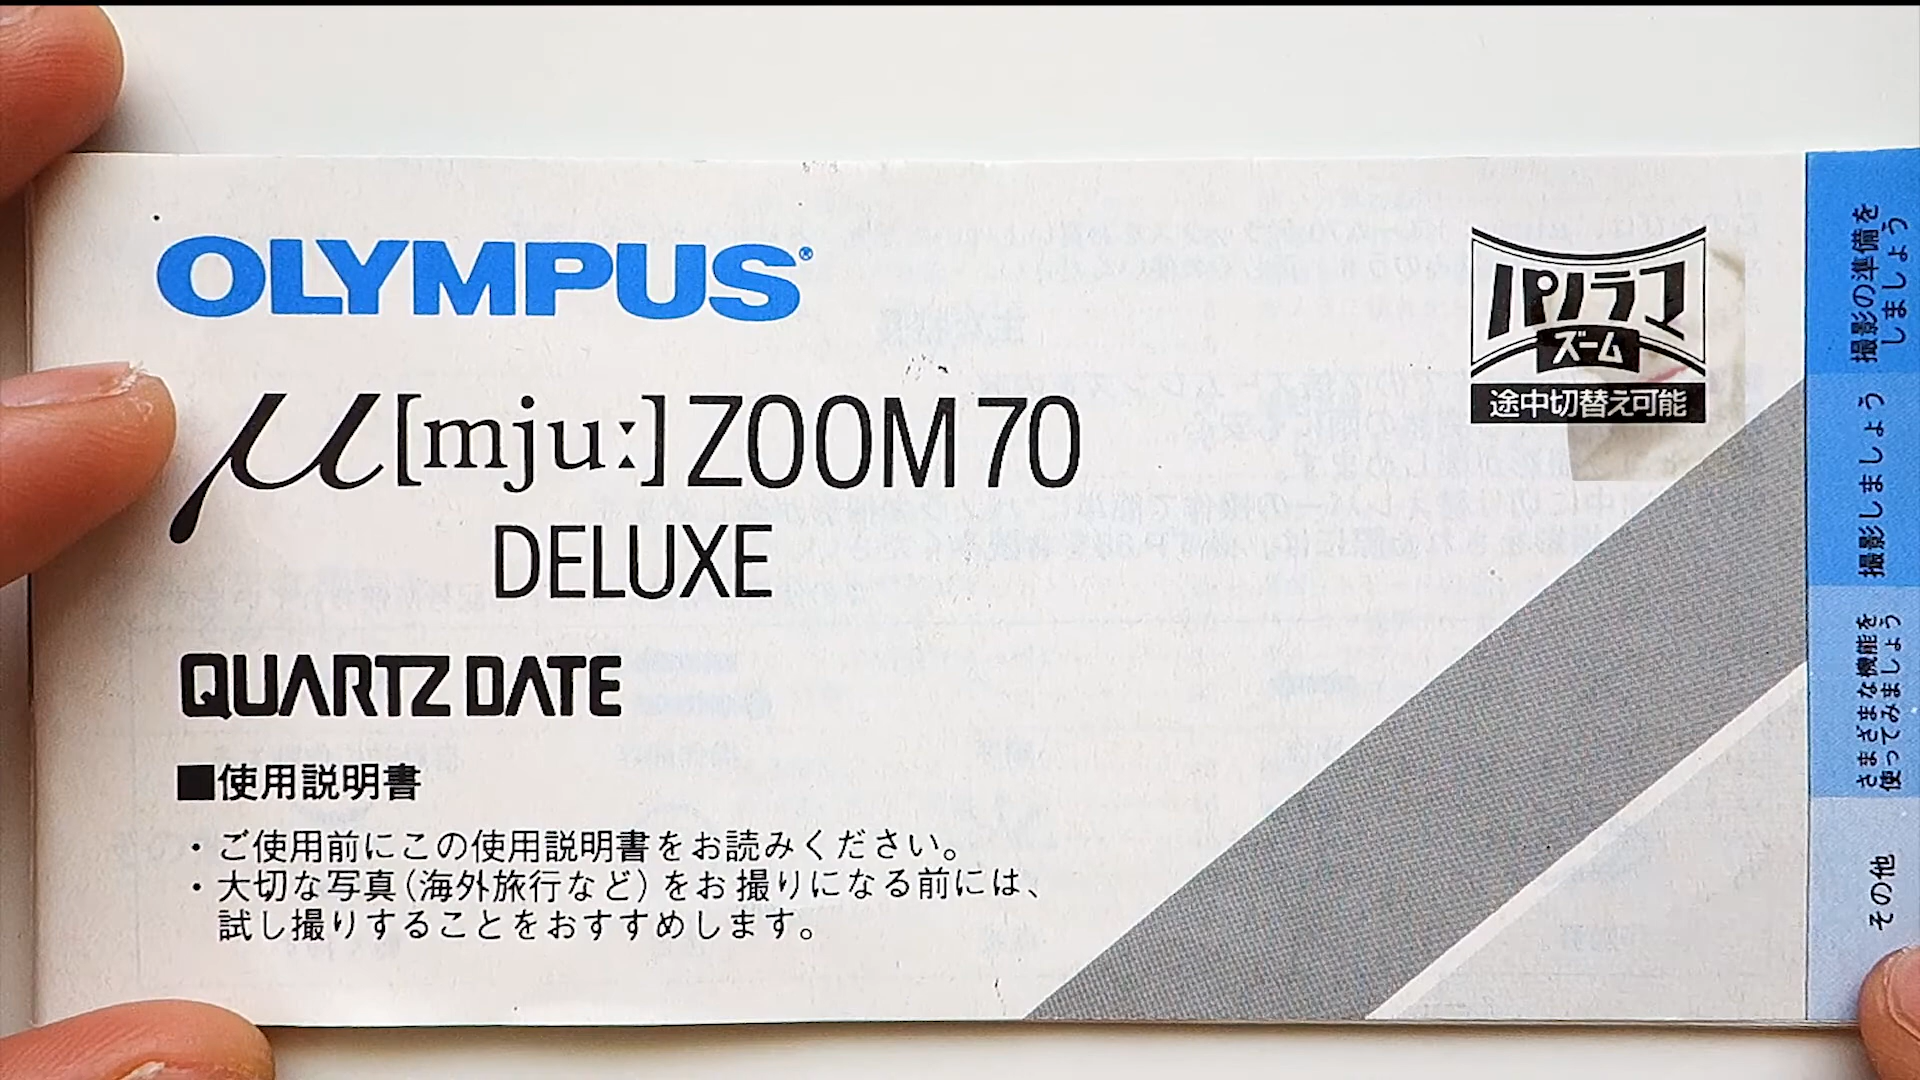 OLYMPUS®
μ[mju:] ZOOM 70
DELUXE
QUARTZ DATE
■使用説明書
・ご使用前にこの使用説明書をお読みください。
・大切な写真(海外旅行など)をお撮りになる前には、
試し撮りすることをおすすめします。
パノラマ
ズーム
途中切替え可能
撮影の準備を
しましょう
撮影しましょう
さまざまな機能を
使ってみましょう
その他